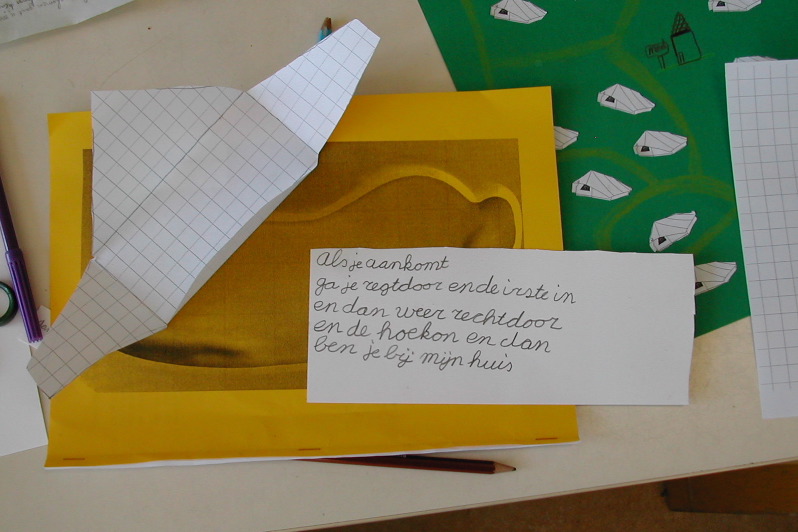 Als je aankomt
ga je regtdoor en de irste in
en dan weer rechtdoor
en de hoekon en dan
ben je bij mijn huis